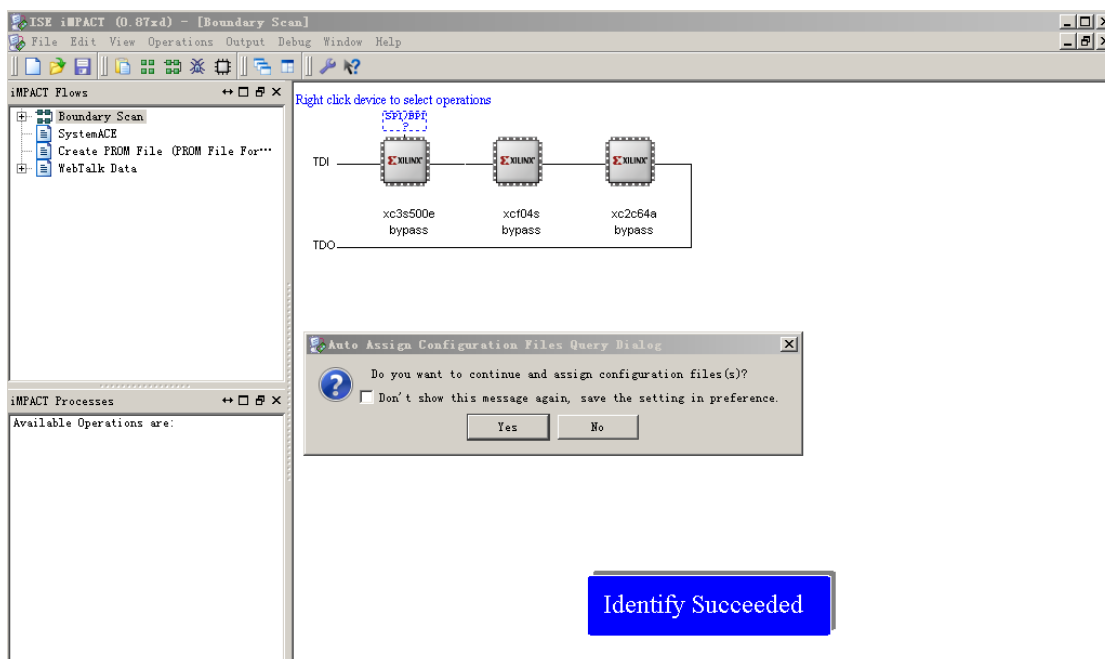 ISE iMPACT (0.87xd) - [Boundary Scan]
File Edit View Operations Output Debug Window Help
iMPACT Flows
Boundary Scan
SystemACE
Create PROM File (PROM File For...
WebTalk Data
iMPACT Processes
Available Operations are:
Right click device to select operations
SPI/BPI
?
TDI
XILINX XILINX XILINX
xc3s500e xcf04s xc2c64a
bypass bypass bypass
TDO
Auto Assign Configuration Files Query Dialog
Do you want to continue and assign configuration files(s)?
Don't show this message again, save the setting in preference.
Yes No
Identify Succeeded